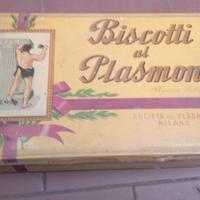 Biscotti
al
Plasmon
SOCIETÀ DEL PLASMON
MILANO